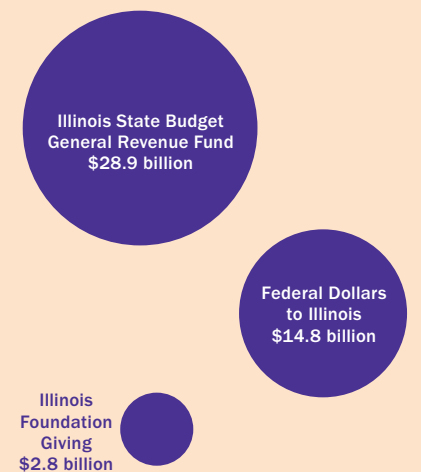 Illinois State Budget
General Revenue Fund
$28.9 billion
Federal Dollars
to Illinois
$14.8 billion
Illinois
Foundation
Giving
$2.8 billion